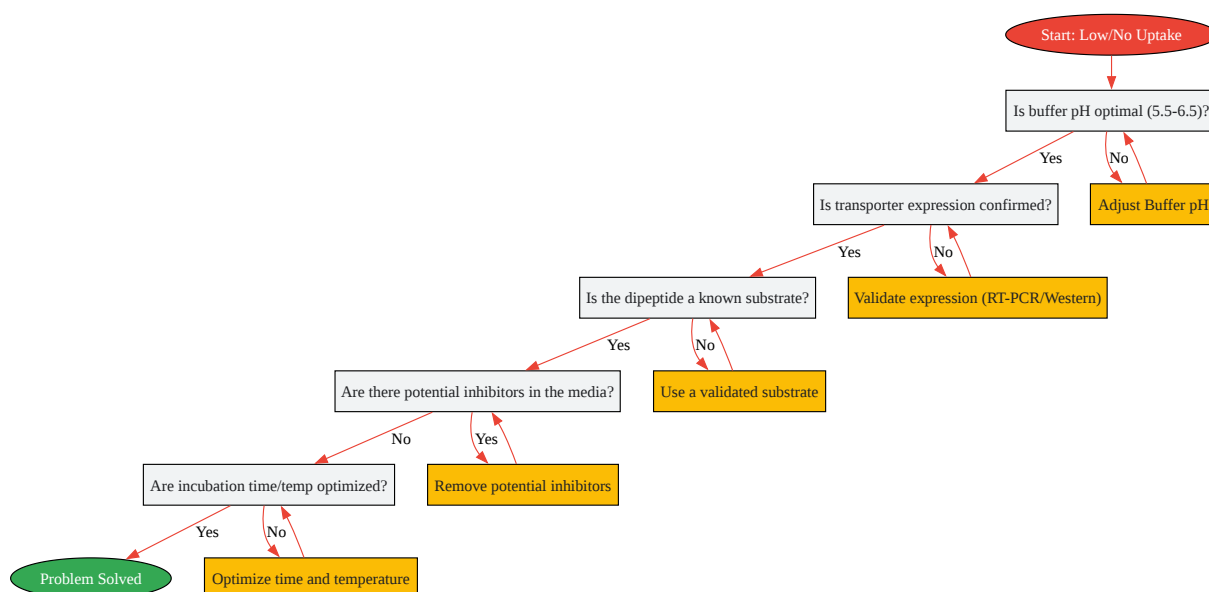 Start: Low/No Uptake
Is buffer pH optimal (5.5-6.5)?
Yes
No
Is transporter expression confirmed?
Adjust Buffer pH
Yes
No
Is the dipeptide a known substrate?
Validate expression (RT-PCR/Western)
Yes
No
Are there potential inhibitors in the media?
Use a validated substrate
No
Yes
Are incubation time/temp optimized?
Remove potential inhibitors
Yes
No
Problem Solved
Optimize time and temperature